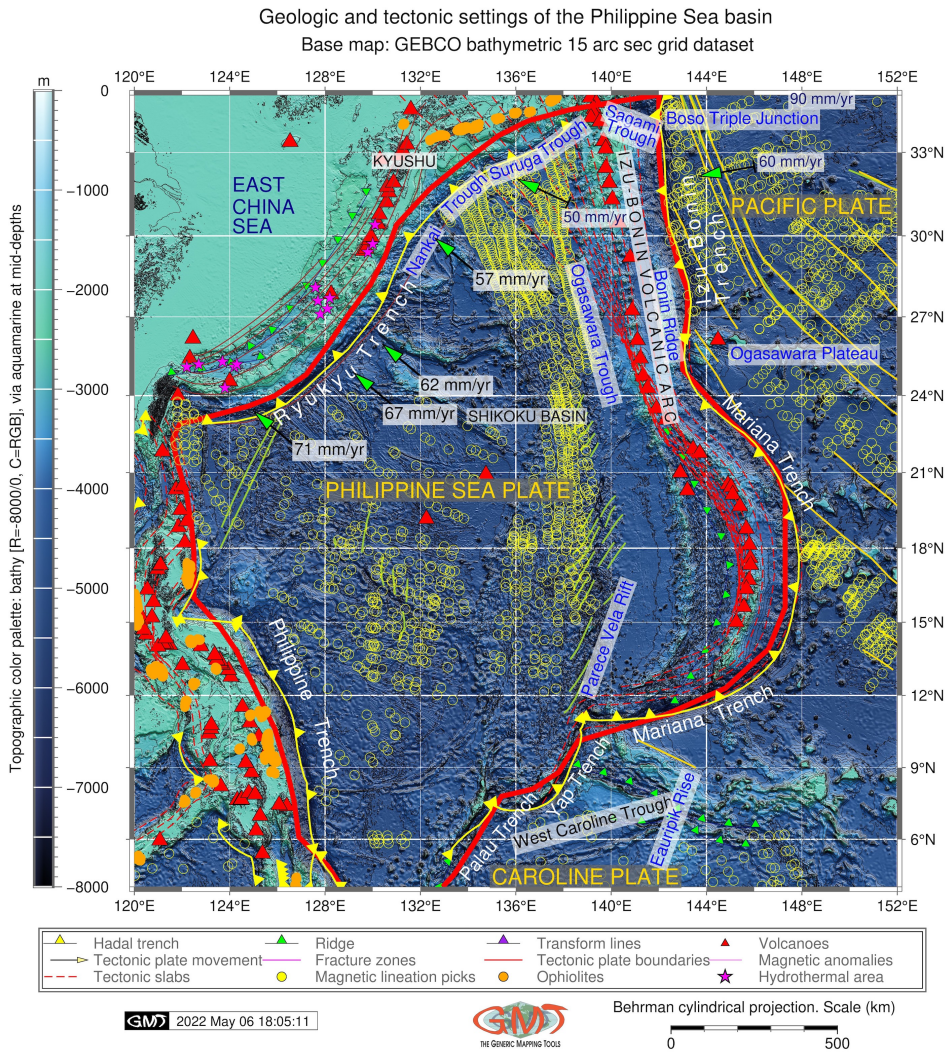 Geologic and tectonic settings of the Philippine Sea basin
Base map: GEBCO bathymetric 15 arc sec grid dataset
m
120°E 124°E 128°E 132°E 136°E 140°E 144°E 148°E 152°E
0
−1000
−2000
−3000
−4000
−5000
−6000
−7000
−8000
Topographic color palette: bathy [R=-8000/0, C=RGB], via aquamarine at mid-depths
33°N
30°N
27°N
24°N
21°N
18°N
15°N
12°N
9°N
6°N
90 mm/yr
Sagami
Trough
Boso Triple Junction
KYUSHU
60 mm/yr
EAST
CHINA
SEA
Nankai Trough Suruga Trough
50 mm/yr
PACIFIC PLATE
IZU-BONIN VOLCANIC ARC
Izu Bonin
Trench
57 mm/yr
Ogasawara Trough
Bonin Ridge
Ryukyu Trench
Ogasawara Plateau
62 mm/yr
67 mm/yr
SHIKOKU BASIN
71 mm/yr
Mariana Trench
PHILIPPINE SEA PLATE
Parece Vela Rift
Philippine
Trench
Mariana Trench
Yap Trench
Palau Trench
West Caroline Trough
Eauripik Rise
CAROLINE PLATE
120°E 124°E 128°E 132°E 136°E 140°E 144°E 148°E 152°E
Hadal trench Ridge Transform lines Volcanoes
Tectonic plate movement Fracture zones Tectonic plate boundaries Magnetic anomalies
Tectonic slabs Magnetic lineation picks Ophiolites Hydrothermal area
GMT 2022 May 06 18:05:11
GMT
THE GENERIC MAPPING TOOLS
Behrman cylindrical projection. Scale (km)
0 500